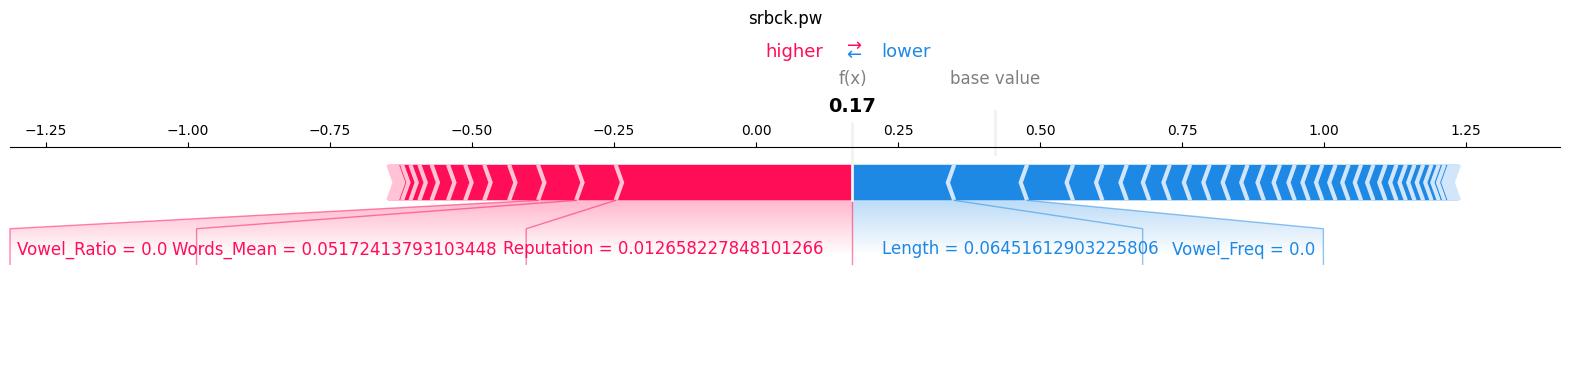 srbck.pw
higher ⇄ lower
f(x) base value
0.17
−1.25 −1.00 −0.75 −0.50 −0.25 0.00 0.25 0.50 0.75 1.00 1.25
Vowel_Ratio = 0.0 Words_Mean = 0.05172413793103448 Reputation = 0.012658227848101266 Length = 0.06451612903225806 Vowel_Freq = 0.0